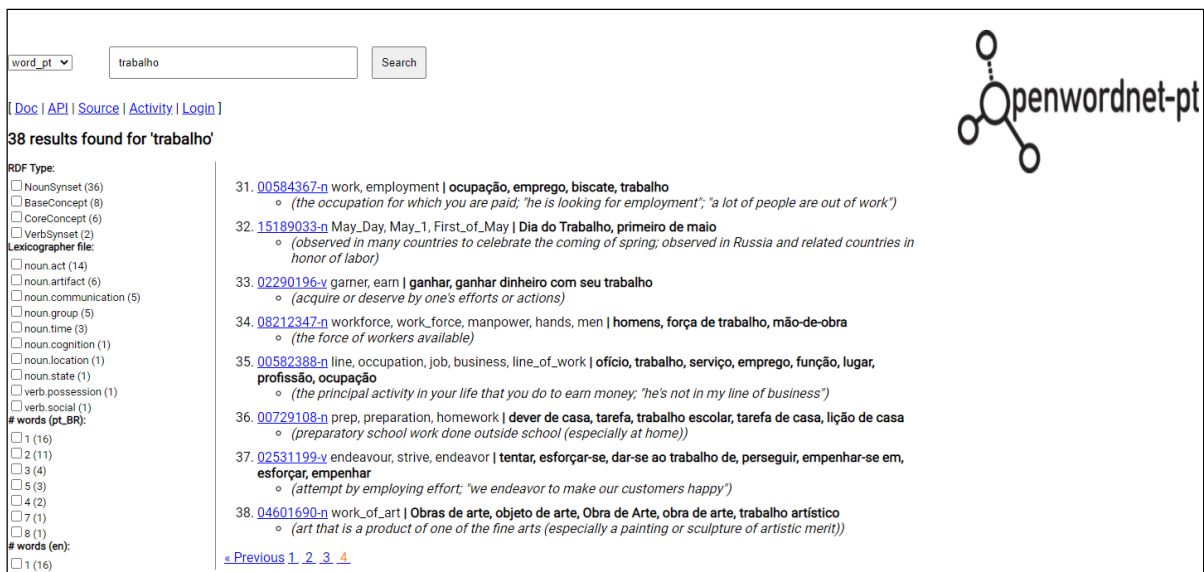 word_pt
trabalho
Search
penwordnet-pt
[ Doc | API | Source | Activity | Login ]
38 results found for 'trabalho'
RDF Type:
NounSynset (36)
BaseConcept (8)
CoreConcept (6)
VerbSynset (2)
Lexicographer file:
noun.act (14)
noun.artifact (6)
noun.communication (5)
noun.group (5)
noun.time (3)
noun.cognition (1)
noun.location (1)
noun.state (1)
verb.possession (1)
verb.social (1)
# words (pt_BR):
1 (16)
2 (11)
3 (4)
5 (3)
4 (2)
7 (1)
8 (1)
# words (en):
1 (16)
31. 00584367-n work, employment | ocupação, emprego, biscate, trabalho
(the occupation for which you are paid; "he is looking for employment"; "a lot of people are out of work")
32. 15189033-n May_Day, May_1, First_of_May | Dia do Trabalho, primeiro de maio
(observed in many countries to celebrate the coming of spring; observed in Russia and related countries in
honor of labor)
33. 02290196-v garner, earn | ganhar, ganhar dinheiro com seu trabalho
(acquire or deserve by one's efforts or actions)
34. 08212347-n workforce, work_force, manpower, hands, men | homens, força de trabalho, mão-de-obra
(the force of workers available)
35. 00582388-n line, occupation, job, business, line_of_work | ofício, trabalho, serviço, emprego, função, lugar,
profissão, ocupação
(the principal activity in your life that you do to earn money; "he's not in my line of business")
36. 00729108-n prep, preparation, homework | dever de casa, tarefa, trabalho escolar, tarefa de casa, lição de casa
(preparatory school work done outside school (especially at home))
37. 02531199-v endeavour, strive, endeavor | tentar, esforçar-se, dar-se ao trabalho de, perseguir, empenhar-se em,
esforçar, empenhar
(attempt by employing effort; "we endeavor to make our customers happy")
38. 04601690-n work_of_art | Obras de arte, objeto de arte, Obra de Arte, obra de arte, trabalho artístico
(art that is a product of one of the fine arts (especially a painting or sculpture of artistic merit))
« Previous 1 2 3 4